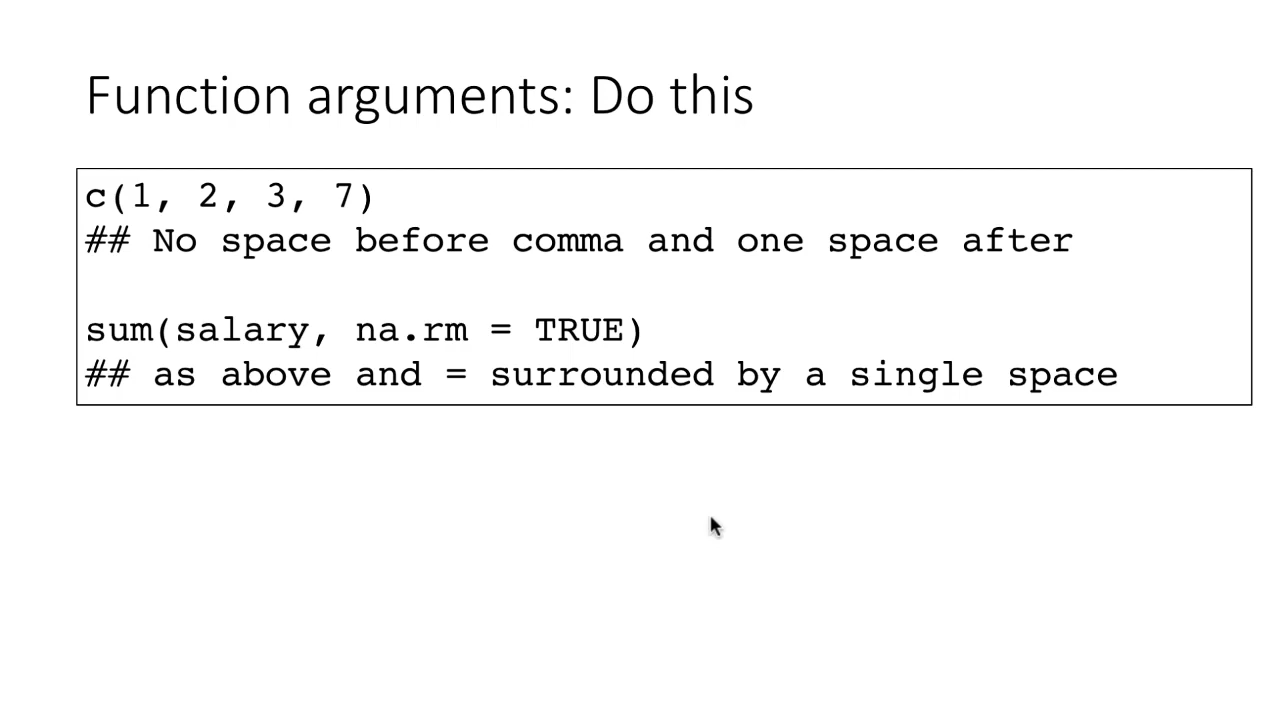 Function arguments: Do this
c(1, 2, 3, 7)
## No space before comma and one space after
sum(salary, na.rm = TRUE)
## as above and = surrounded by a single space